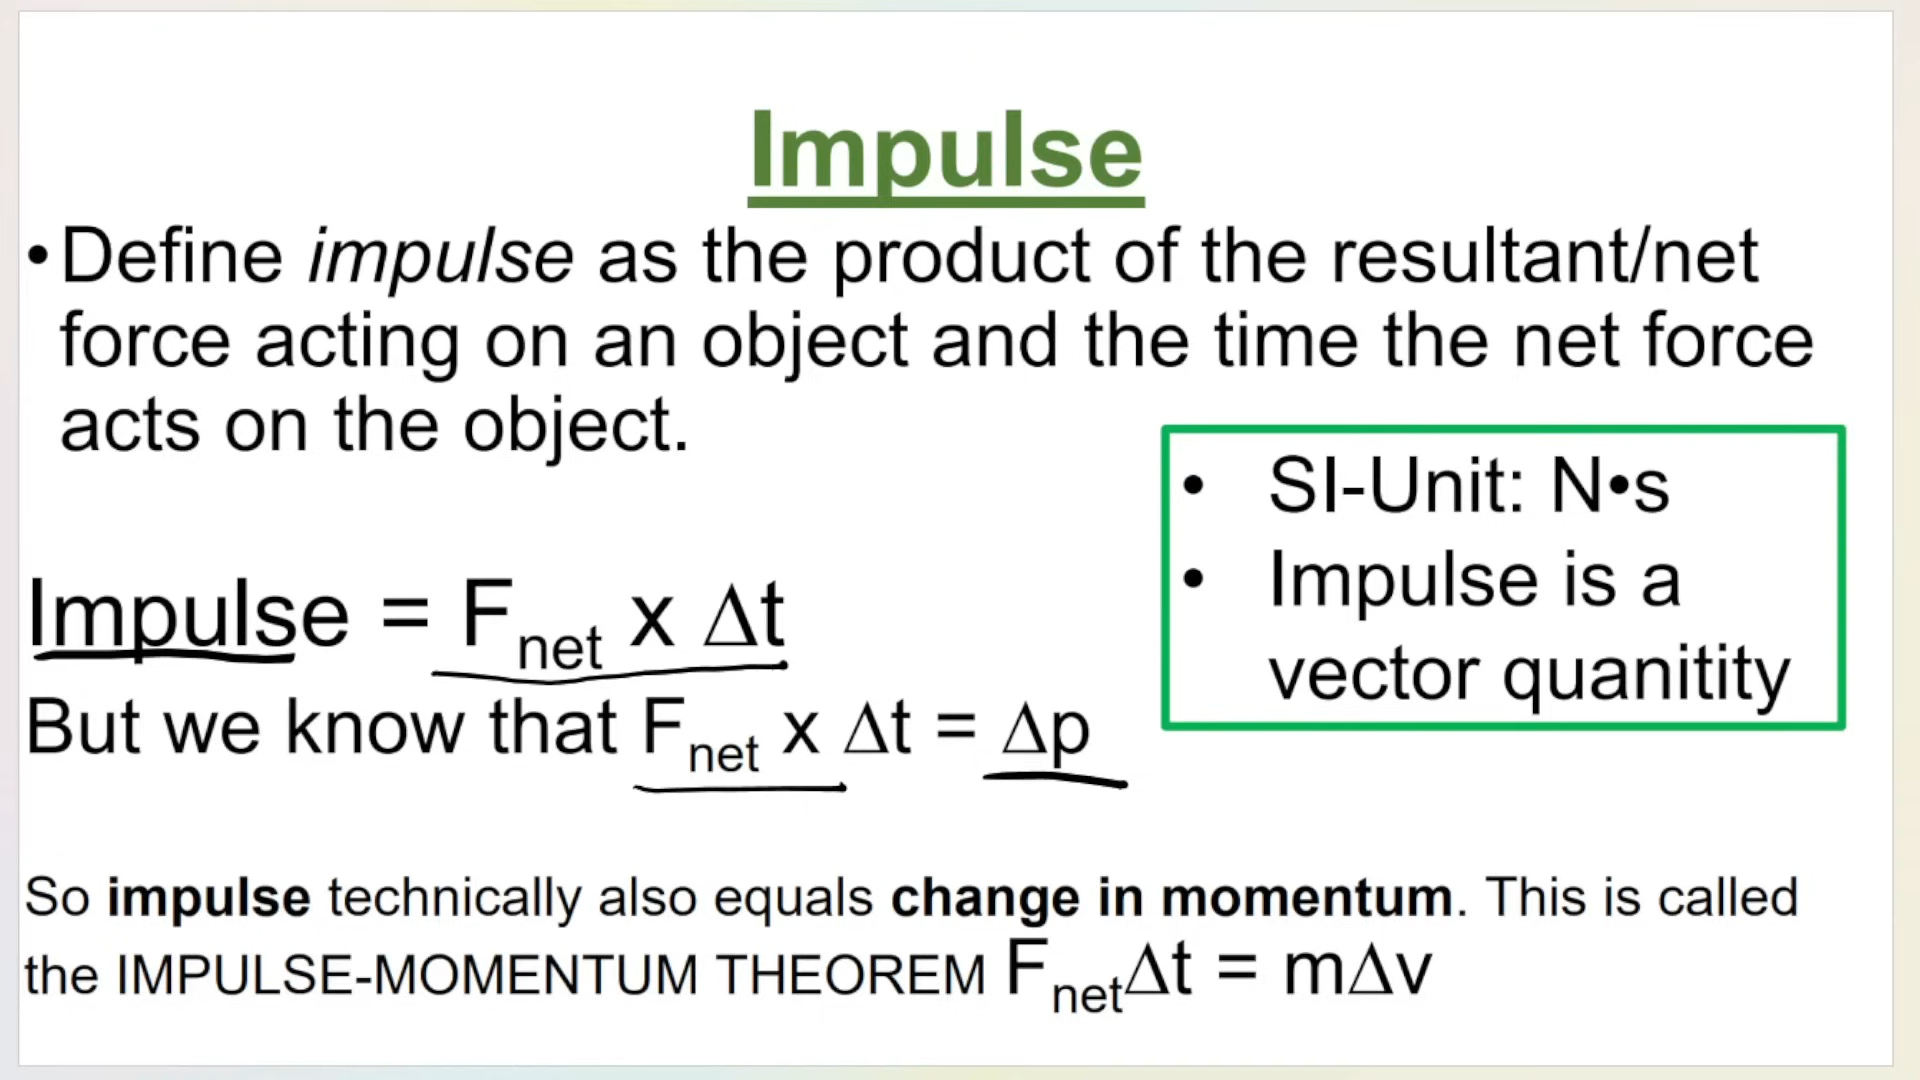 Impulse
•Define impulse as the product of the resultant/net
force acting on an object and the time the net force
acts on the object.
• SI-Unit: N•s
• Impulse is a
vector quanitity
Impulse = Fnet x Δt
But we know that Fnet x Δt = Δp
So impulse technically also equals change in momentum. This is called
the IMPULSE-MOMENTUM THEOREM FnetΔt = mΔv